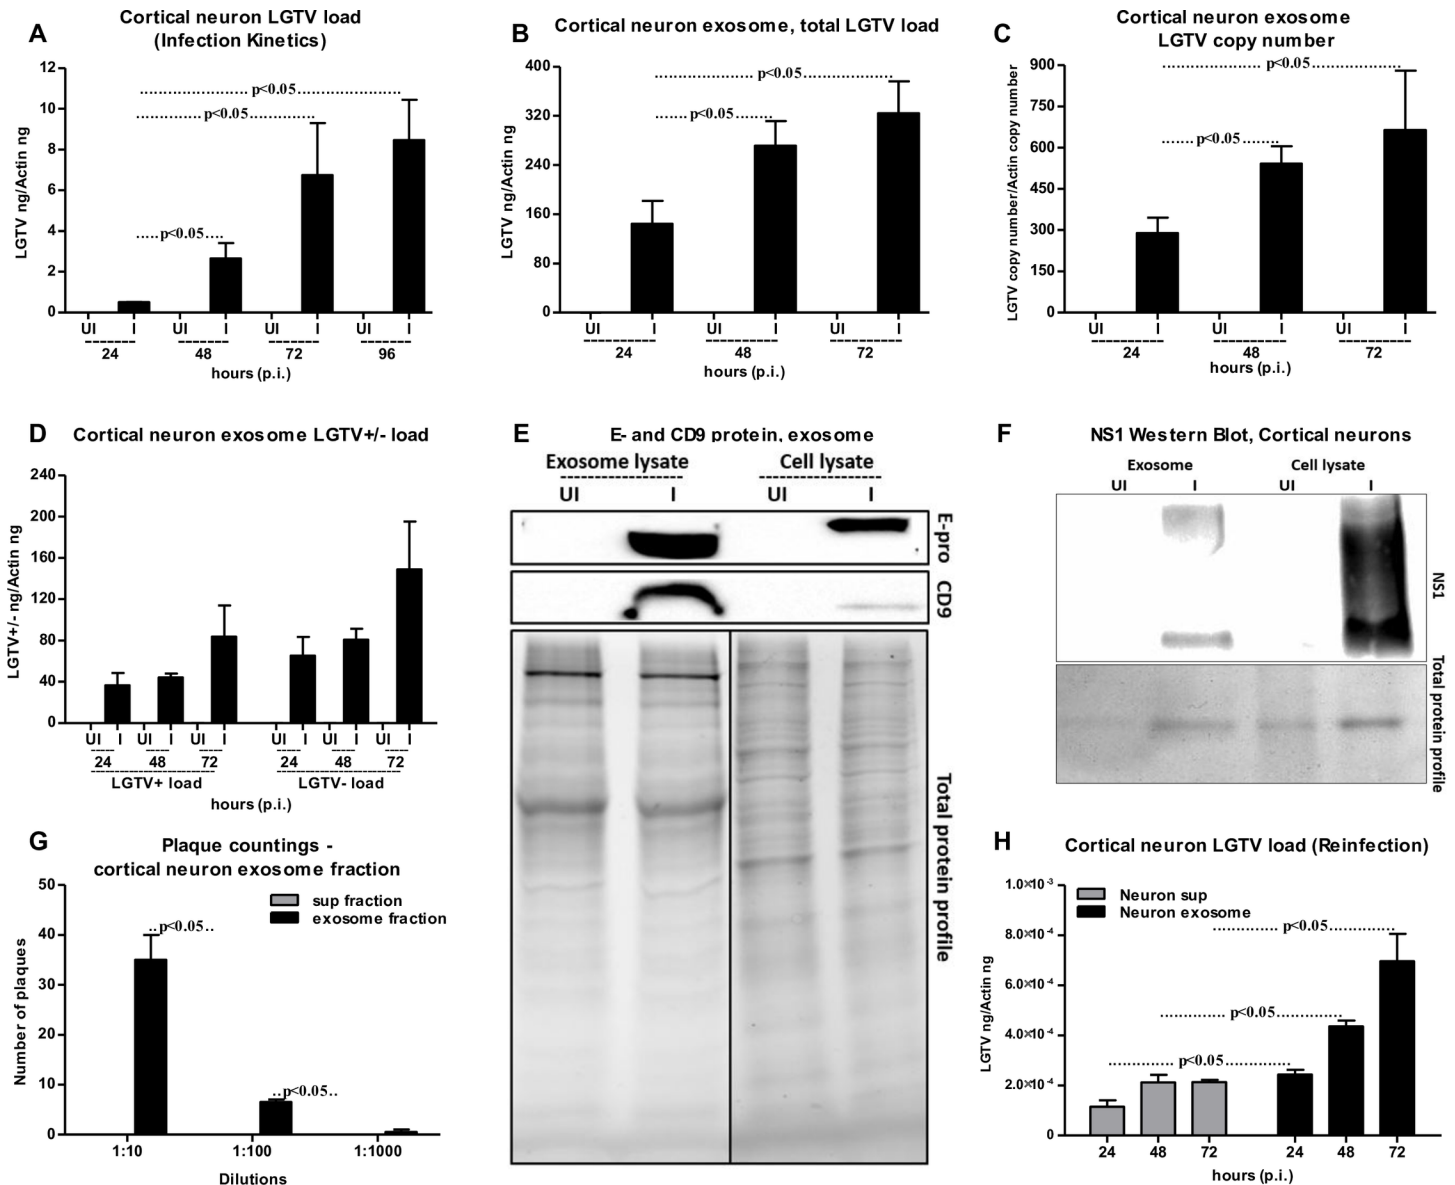 A
Cortical neuron LGTV load
(Infection Kinetics)
LGTV ng/Actin ng
12
10
8
6
4
2
0
p<0.05
p<0.05
p<0.05
UI I UI I UI I UI I
24 48 72 96
hours (p.i.)
B
Cortical neuron exosome, total LGTV load
LGTV ng/Actin ng
400
320
240
160
80
0
p<0.05
p<0.05
UI I UI I UI I
24 48 72
hours (p.i.)
C
Cortical neuron exosome
LGTV copy number
LGTV copy number/Actin copy number
900
750
600
450
300
150
0
p<0.05
p<0.05
UI I UI I UI I
24 48 72
hours (p.i.)
D
Cortical neuron exosome LGTV+/- load
LGTV+/- ng/Actin ng
240
200
160
120
80
40
0
UI I UI I UI I UI I UI I UI I
24 48 72 24 48 72
LGTV+ load LGTV- load
hours (p.i.)
E
E- and CD9 protein, exosome
Exosome lysate Cell lysate
UI I UI I
E-pro
CD9
Total protein profile
F
NS1 Western Blot, Cortical neurons
Exosome Cell lysate
UI I UI I
NS1
Total protein profile
G
Plaque countings -
cortical neuron exosome fraction
Number of plaques
50
40
30
20
10
0
sup fraction
exosome fraction
p<0.05
p<0.05
1:10 1:100 1:1000
Dilutions
H
Cortical neuron LGTV load (Reinfection)
LGTV ng/Actin ng
1.0×10-3
8.0×10-4
6.0×10-4
4.0×10-4
2.0×10-4
0
Neuron sup
Neuron exosome
p<0.05
p<0.05
p<0.05
24 48 72 24 48 72
hours (p.i.)